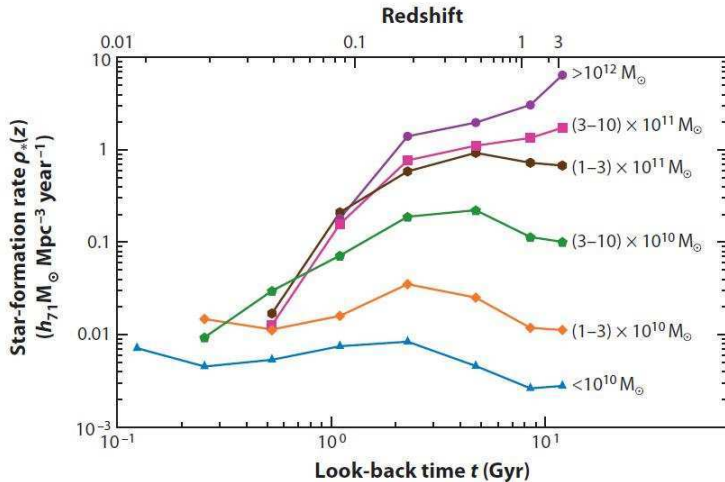 Redshift
0.01 0.1 1 3
10
1
0.1
0.01
10⁻³
Star-formation rate ρ*(z)
(h₇₁M☉ Mpc⁻³ year⁻¹)
>10¹² M☉
(3–10) × 10¹¹ M☉
(1–3) × 10¹¹ M☉
(3–10) × 10¹⁰ M☉
(1–3) × 10¹⁰ M☉
<10¹⁰ M☉
10⁻¹ 10⁰ 10¹
Look-back time t (Gyr)